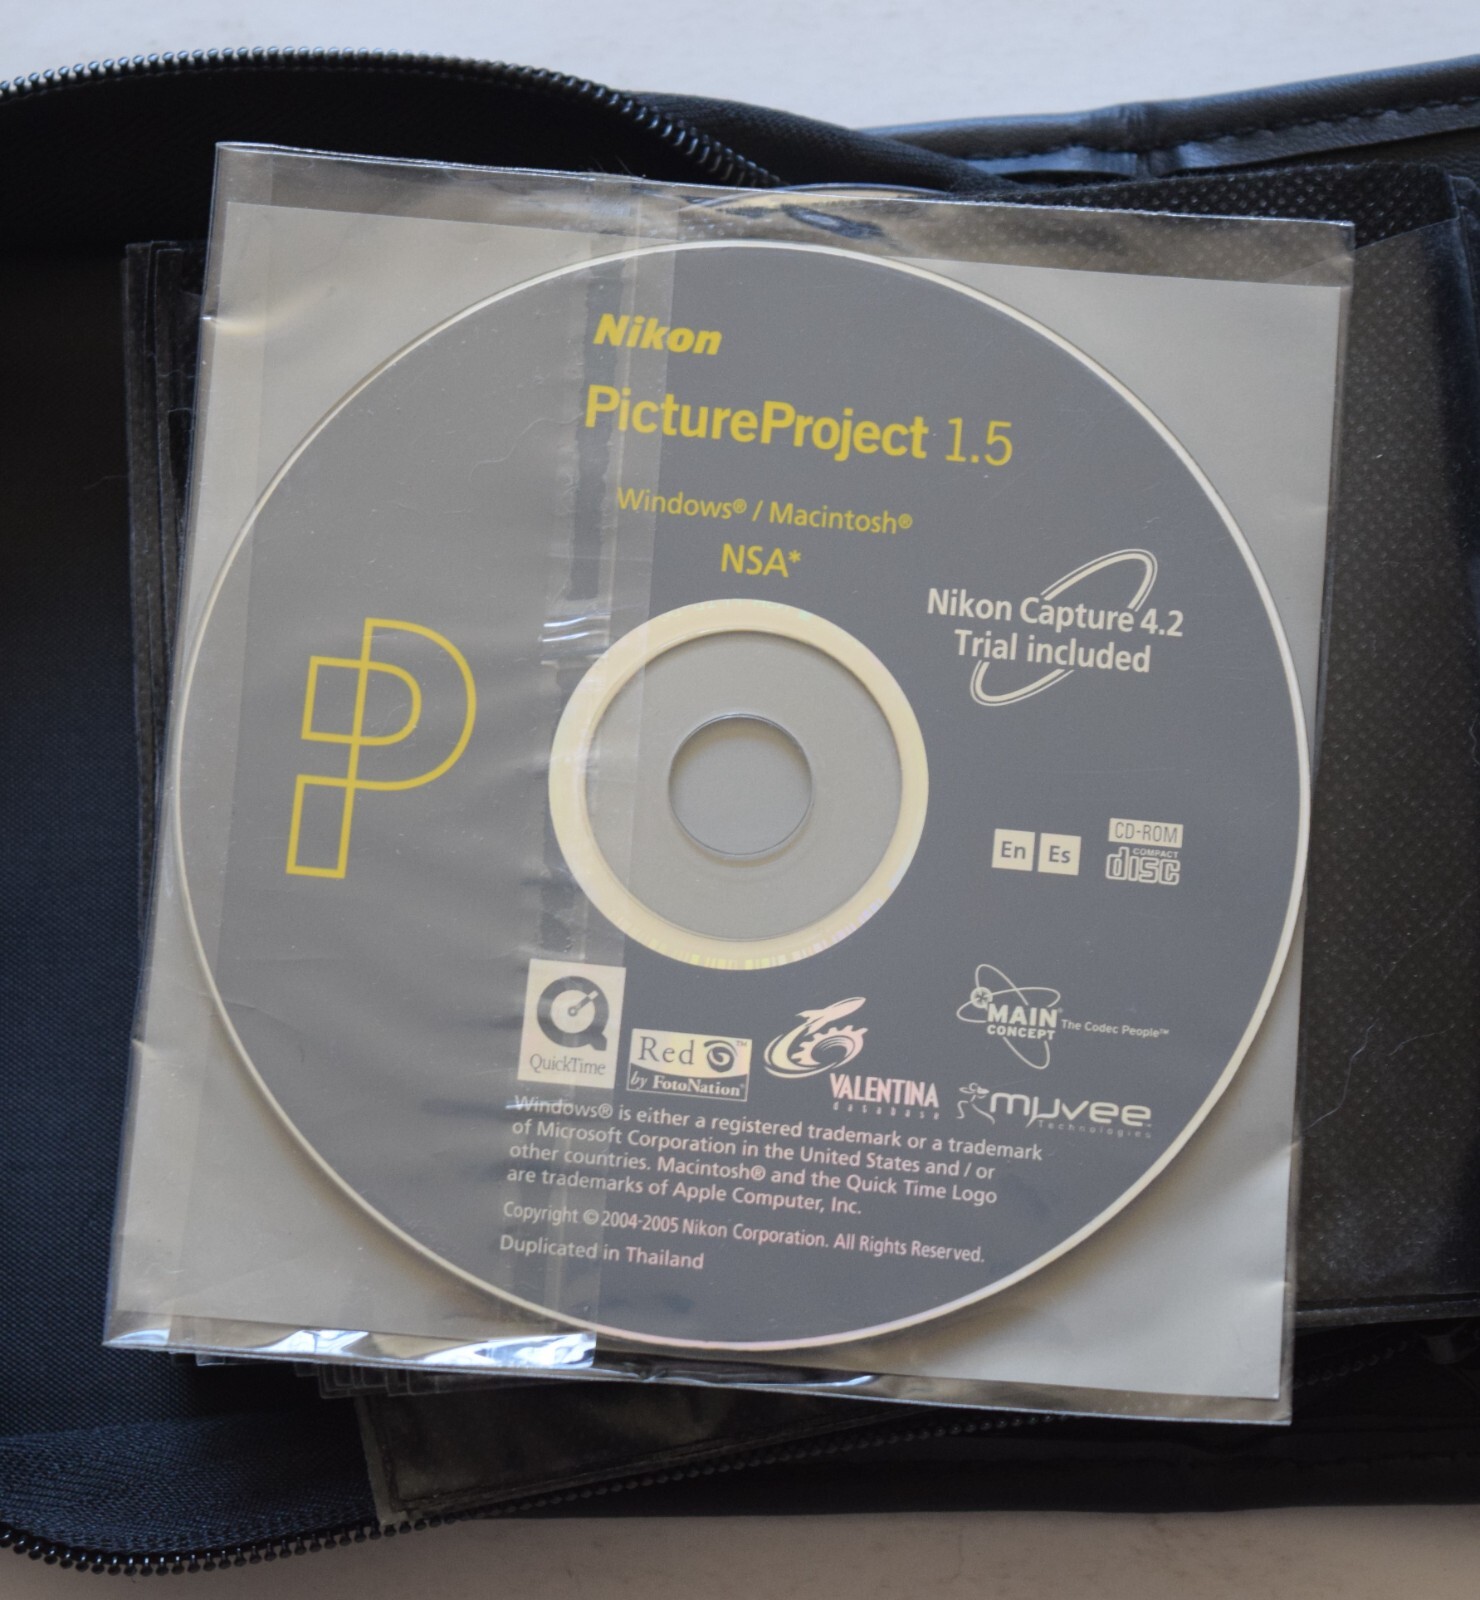 Nikon
PictureProject 1.5
Windows® / Macintosh®
NSA*
Nikon Capture 4.2
Trial included
En Es
CD-ROM
COMPACT
disc
QuickTime
Red™
by FotoNation®
VALENTINA
database
MAIN
CONCEPT
The Codec People™
muvee
Technologies
Windows® is either a registered trademark or a trademark
of Microsoft Corporation in the United States and / or
other countries. Macintosh® and the Quick Time Logo
are trademarks of Apple Computer, Inc.
Copyright © 2004-2005 Nikon Corporation. All Rights Reserved.
Duplicated in Thailand